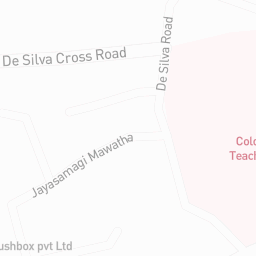 De Silva Cross Road
De Silva Road
Jayasamagi Mawatha
Colo
Teach
ushbox pvt Ltd